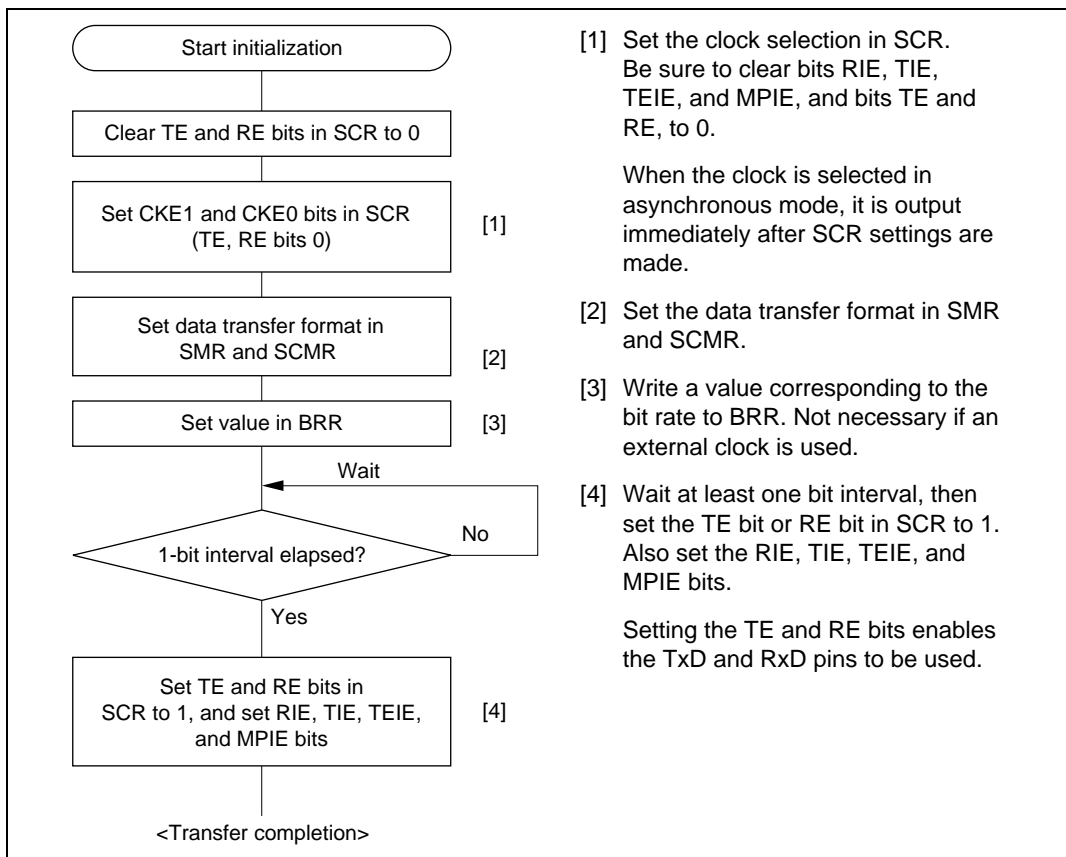 Start initialization
Clear TE and RE bits in SCR to 0
Set CKE1 and CKE0 bits in SCR
(TE, RE bits 0)
[1]
Set data transfer format in
SMR and SCMR
[2]
Set value in BRR
[3]
Wait
No
1-bit interval elapsed?
Yes
Set TE and RE bits in
SCR to 1, and set RIE, TIE, TEIE,
and MPIE bits
[4]
<Transfer completion>
[1] Set the clock selection in SCR.
Be sure to clear bits RIE, TIE,
TEIE, and MPIE, and bits TE and
RE, to 0.
When the clock is selected in
asynchronous mode, it is output
immediately after SCR settings are
made.
[2] Set the data transfer format in SMR
and SCMR.
[3] Write a value corresponding to the
bit rate to BRR. Not necessary if an
external clock is used.
[4] Wait at least one bit interval, then
set the TE bit or RE bit in SCR to 1.
Also set the RIE, TIE, TEIE, and
MPIE bits.
Setting the TE and RE bits enables
the TxD and RxD pins to be used.